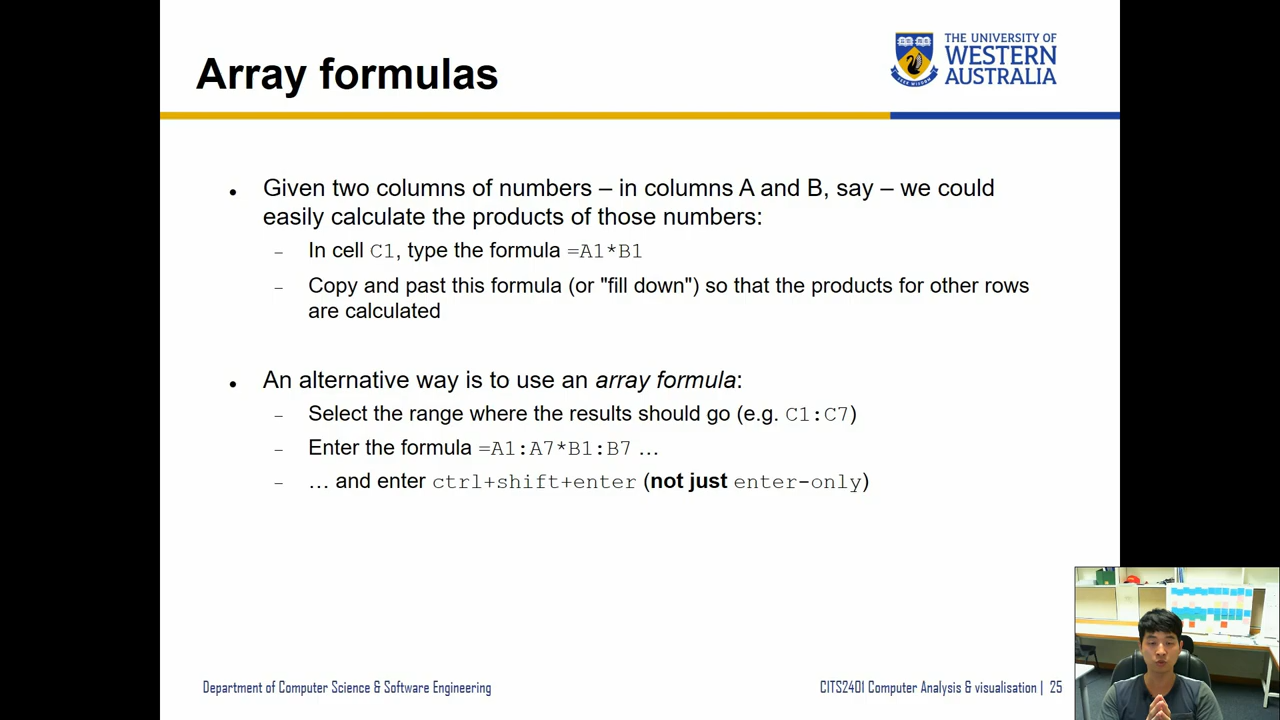 Array formulas
THE UNIVERSITY OF
WESTERN
AUSTRALIA
• Given two columns of numbers – in columns A and B, say – we could
easily calculate the products of those numbers:
– In cell C1, type the formula =A1*B1
– Copy and past this formula (or "fill down") so that the products for other rows
are calculated
• An alternative way is to use an array formula:
– Select the range where the results should go (e.g. C1:C7)
– Enter the formula =A1:A7*B1:B7 …
– … and enter ctrl+shift+enter (not just enter-only)
Department of Computer Science & Software Engineering
CITS2401 Computer Analysis & visualisation | 25